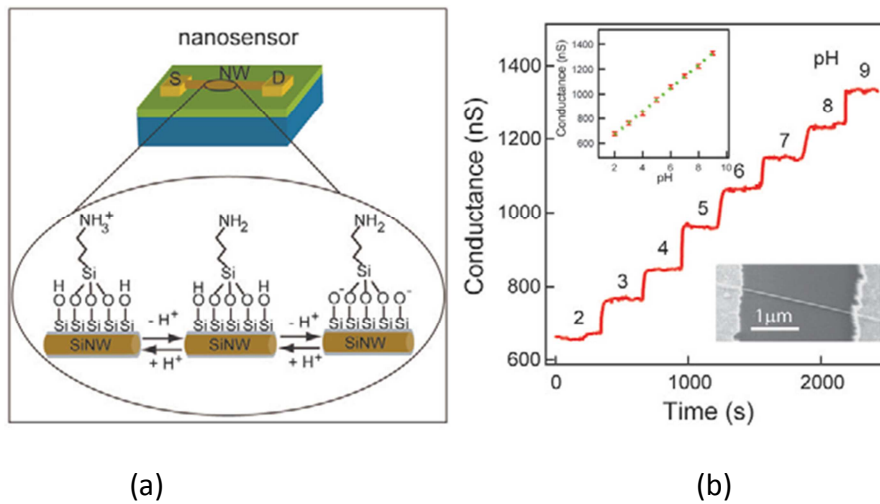 nanosensor
S NW D
NH3+ NH2 NH2
Si Si Si
H H H H O- O-
O O O O O O O O O O O
Si Si Si Si Si - H+ Si Si Si Si Si - H+ Si Si Si Si Si
SiNW + H+ SiNW + H+ SiNW
(a)
Conductance (nS)
1400
1200
1000
800
600
0 1000 2000
Time (s)
pH
2
3
4
5
6
7
8
9
Conductance (nS)
1400
1200
1000
800
600
2 4 6 8 10
pH
1μm
(b)